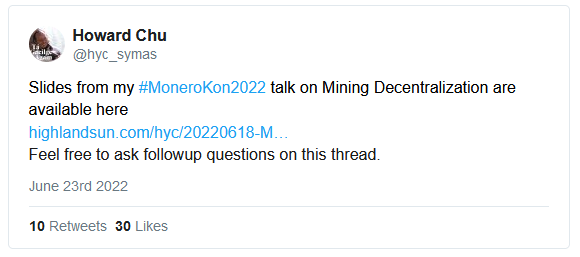 Howard Chu
@hyc_symas
Slides from my #MoneroKon2022 talk on Mining Decentralization are
available here
highlandsun.com/hyc/20220618-M…
Feel free to ask followup questions on this thread.
June 23rd 2022
10 Retweets 30 Likes